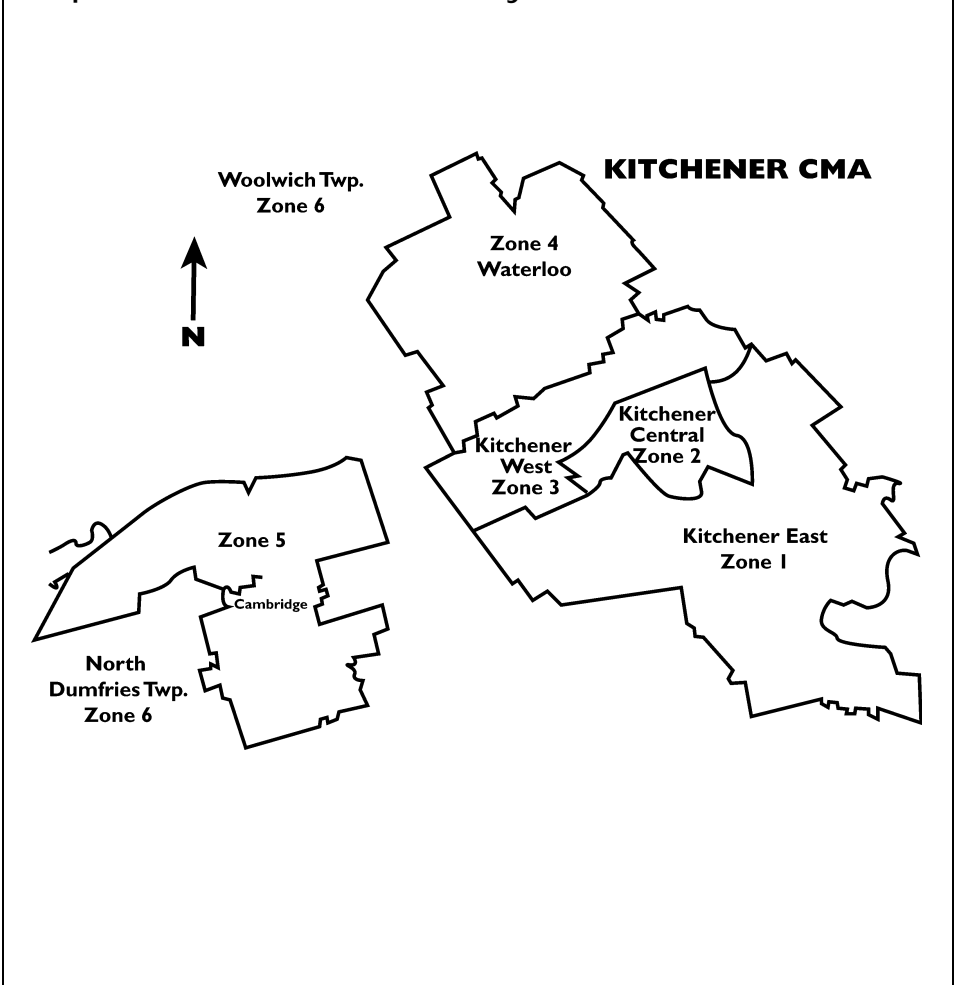 KITCHENER CMA
Woolwich Twp.
Zone 6
Zone 4
Waterloo
N
Kitchener
Central
Zone 2
Kitchener
West
Zone 3
Kitchener East
Zone 1
Zone 5
Cambridge
North
Dumfries Twp.
Zone 6